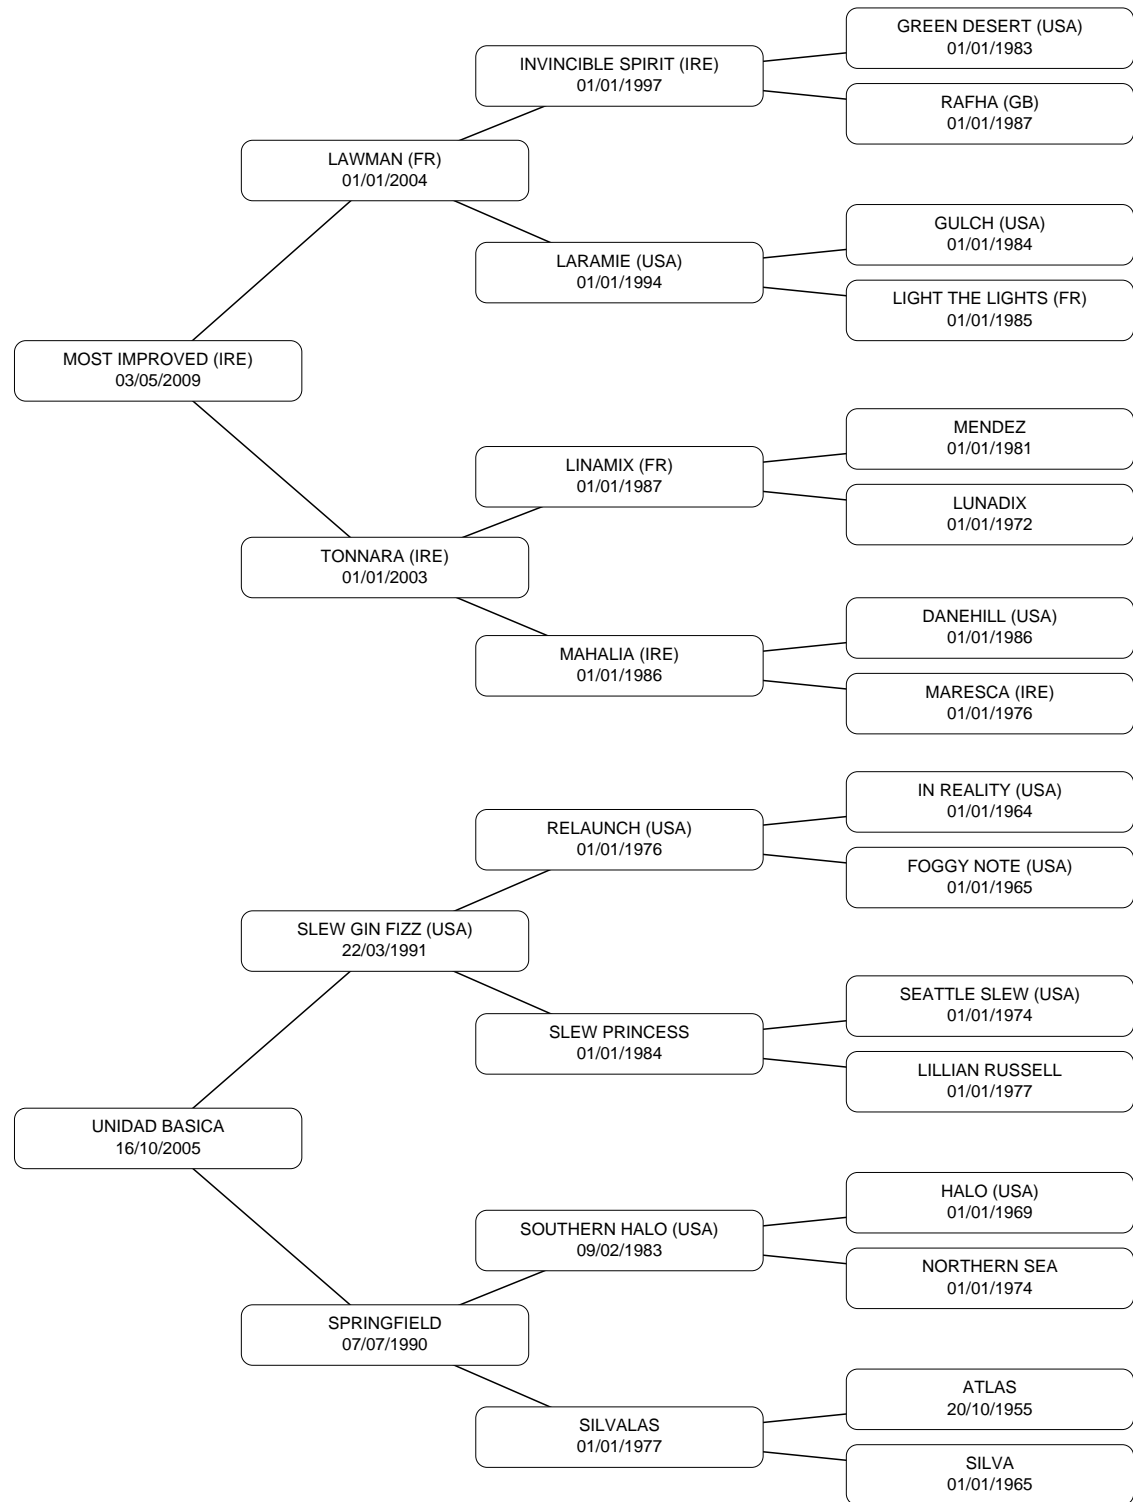 GREEN DESERT (USA)
01/01/1983
INVINCIBLE SPIRIT (IRE)
01/01/1997
RAFHA (GB)
01/01/1987
LAWMAN (FR)
01/01/2004
GULCH (USA)
01/01/1984
LARAMIE (USA)
01/01/1994
LIGHT THE LIGHTS (FR)
01/01/1985
MOST IMPROVED (IRE)
03/05/2009
MENDEZ
01/01/1981
LINAMIX (FR)
01/01/1987
LUNADIX
01/01/1972
TONNARA (IRE)
01/01/2003
DANEHILL (USA)
01/01/1986
MAHALIA (IRE)
01/01/1986
MARESCA (IRE)
01/01/1976
IN REALITY (USA)
01/01/1964
RELAUNCH (USA)
01/01/1976
FOGGY NOTE (USA)
01/01/1965
SLEW GIN FIZZ (USA)
22/03/1991
SEATTLE SLEW (USA)
01/01/1974
SLEW PRINCESS
01/01/1984
LILLIAN RUSSELL
01/01/1977
UNIDAD BASICA
16/10/2005
HALO (USA)
01/01/1969
SOUTHERN HALO (USA)
09/02/1983
NORTHERN SEA
01/01/1974
SPRINGFIELD
07/07/1990
ATLAS
20/10/1955
SILVALAS
01/01/1977
SILVA
01/01/1965